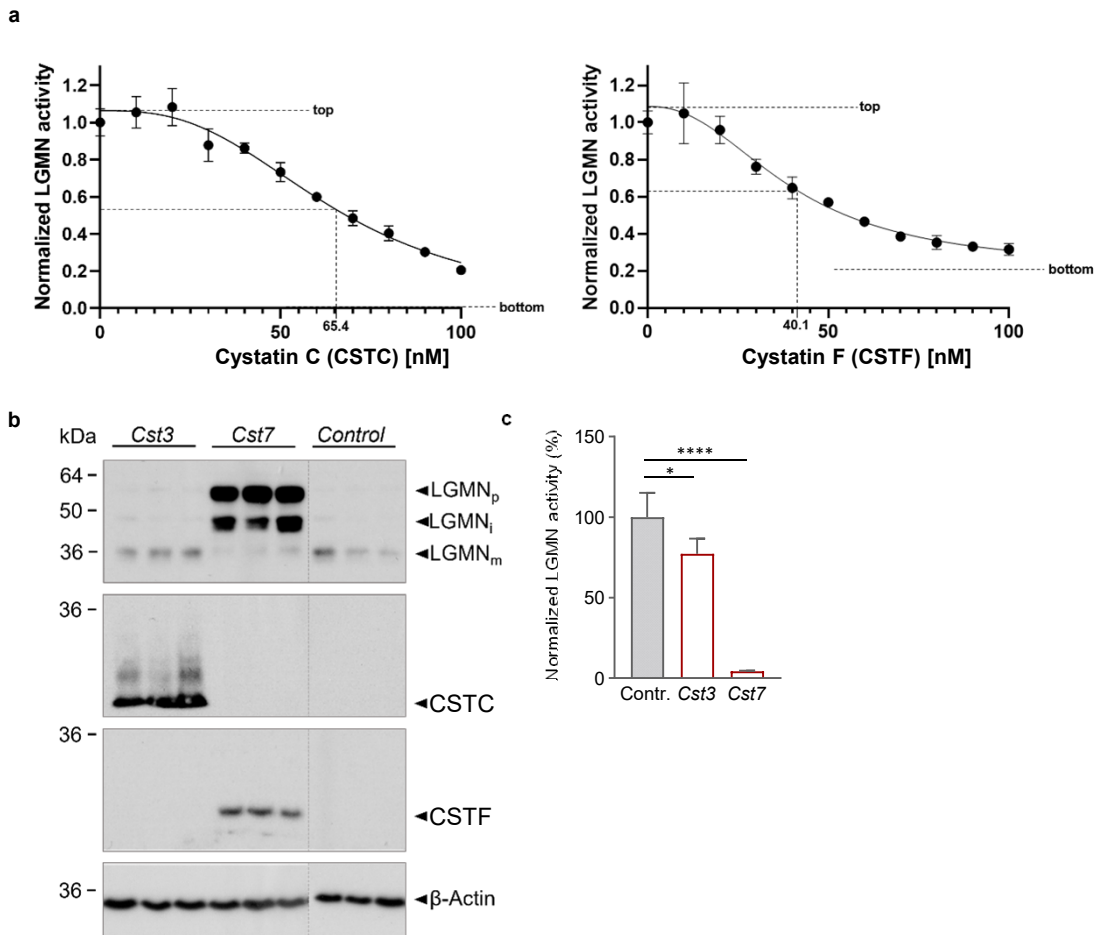 a
Normalized LGMN activity
1.2
1.0
0.8
0.6
0.4
0.2
0.0
top
bottom
0
50
65.4
100
Cystatin C (CSTC) [nM]
Normalized LGMN activity
1.2
1.0
0.8
0.6
0.4
0.2
0.0
top
bottom
0
40.1
50
100
Cystatin F (CSTF) [nM]
b
kDa
Cst3
Cst7
Control
64
50
36
◄LGMNp
◄LGMNi
◄LGMNm
36
◄CSTC
36
◄CSTF
36
◄β-Actin
c
Normalized LGMN activity (%)
150
100
50
0
****
*
Contr.
Cst3
Cst7